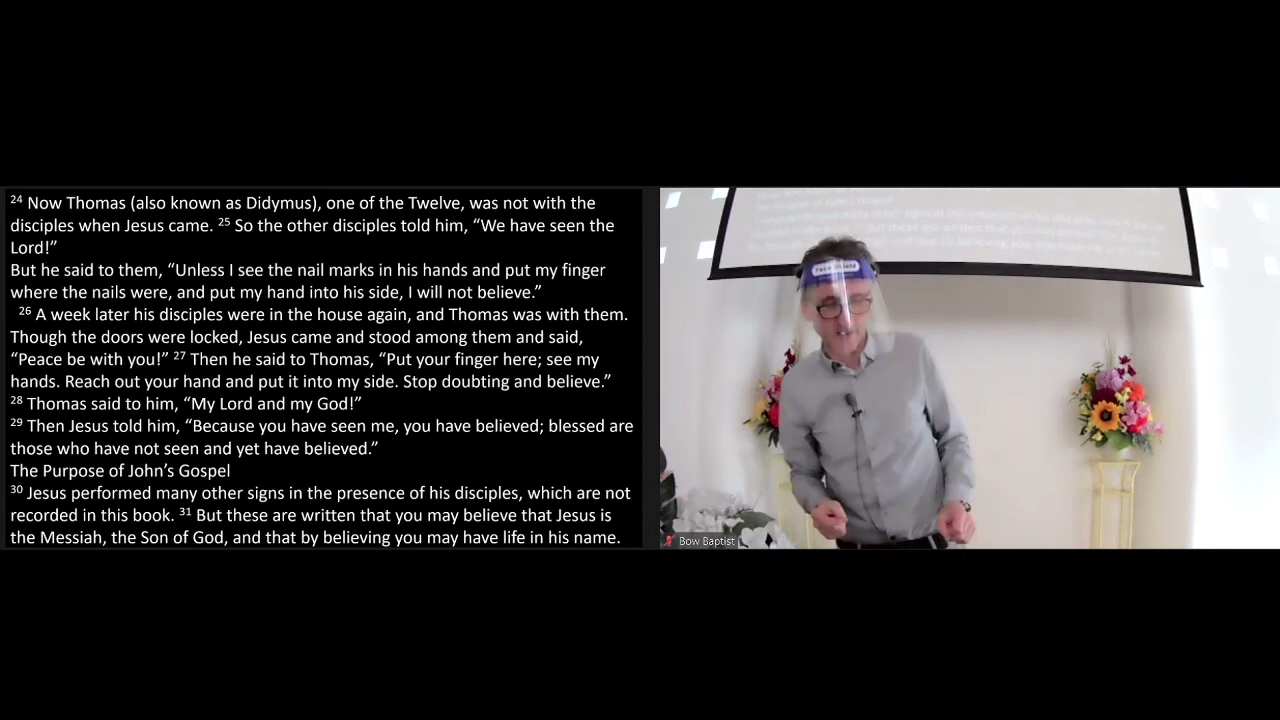 24 Now Thomas (also known as Didymus), one of the Twelve, was not with the
disciples when Jesus came. 25 So the other disciples told him, “We have seen the
Lord!”
But he said to them, “Unless I see the nail marks in his hands and put my finger
where the nails were, and put my hand into his side, I will not believe.”
26 A week later his disciples were in the house again, and Thomas was with them.
Though the doors were locked, Jesus came and stood among them and said,
“Peace be with you!” 27 Then he said to Thomas, “Put your finger here; see my
hands. Reach out your hand and put it into my side. Stop doubting and believe.”
28 Thomas said to him, “My Lord and my God!”
29 Then Jesus told him, “Because you have seen me, you have believed; blessed are
those who have not seen and yet have believed.”
The Purpose of John’s Gospel
30 Jesus performed many other signs in the presence of his disciples, which are not
recorded in this book. 31 But these are written that you may believe that Jesus is
the Messiah, the Son of God, and that by believing you may have life in his name.
Bow Baptist